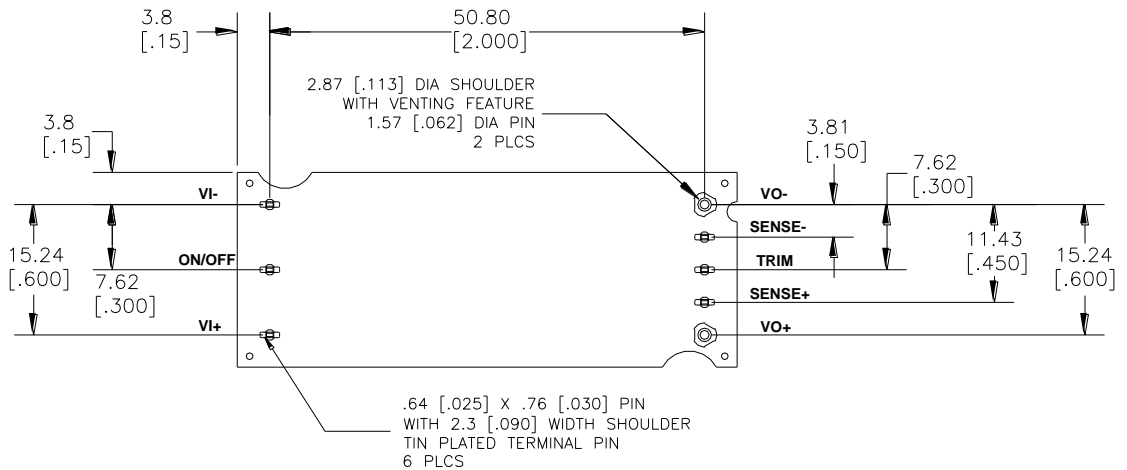 3.8
[.15]
50.80
[2.000]
2.87 [.113] DIA SHOULDER
WITH VENTING FEATURE
1.57 [.062] DIA PIN
2 PLCS
3.8
[.15]
3.81
[.150]
7.62
[.300]
VI-
VO-
SENSE-
15.24
[.600]
ON/OFF
7.62
[.300]
TRIM
11.43
[.450]
15.24
[.600]
SENSE+
VI+
VO+
.64 [.025] X .76 [.030] PIN
WITH 2.3 [.090] WIDTH SHOULDER
TIN PLATED TERMINAL PIN
6 PLCS